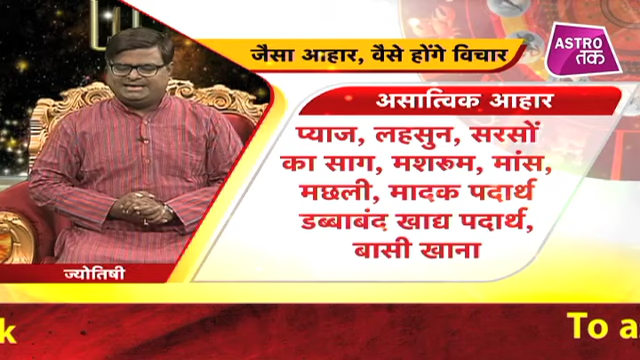 जैसा आहार, वैसे होंगे विचार
ASTRO
तक
असात्विक आहार
प्याज, लहसुन, सरसों
का साग, मशरूम, मांस,
मछली, मादक पदार्थ
डब्बाबंद खाद्य पदार्थ,
बासी खाना
ज्योतिषी
k
To a